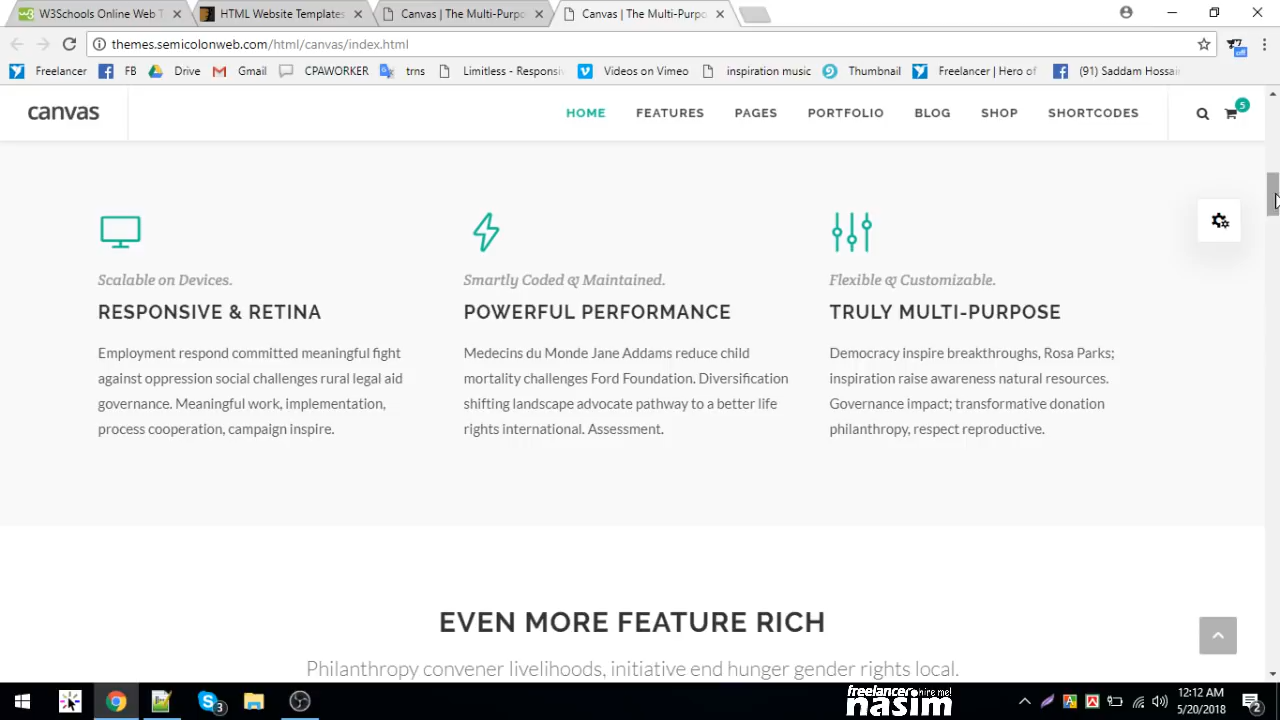 W3Schools Online Web T
HTML Website Templates
Canvas | The Multi-Purpo
Canvas | The Multi-Purpo
themes.semicolonweb.com/html/canvas/index.html
Freelancer
FB
Drive
Gmail
CPAWORKER
trns
Limitless - Responsiv
Videos on Vimeo
inspiration music
Thumbnail
Freelancer | Hero of
(91) Saddam Hossai
canvas
HOME FEATURES PAGES PORTFOLIO BLOG SHOP SHORTCODES
5
Scalable on Devices.
RESPONSIVE & RETINA
Employment respond committed meaningful fight
against oppression social challenges rural legal aid
governance. Meaningful work, implementation,
process cooperation, campaign inspire.
Smartly Coded & Maintained.
POWERFUL PERFORMANCE
Medecins du Monde Jane Addams reduce child
mortality challenges Ford Foundation. Diversification
shifting landscape advocate pathway to a better life
rights international. Assessment.
Flexible & Customizable.
TRULY MULTI-PURPOSE
Democracy inspire breakthroughs, Rosa Parks;
inspiration raise awareness natural resources.
Governance impact; transformative donation
philanthropy, respect reproductive.
EVEN MORE FEATURE RICH
Philanthropy convener livelihoods, initiative end hunger gender rights local.
3
freelancer hire me!
nasim
12:12 AM
5/20/2018
2